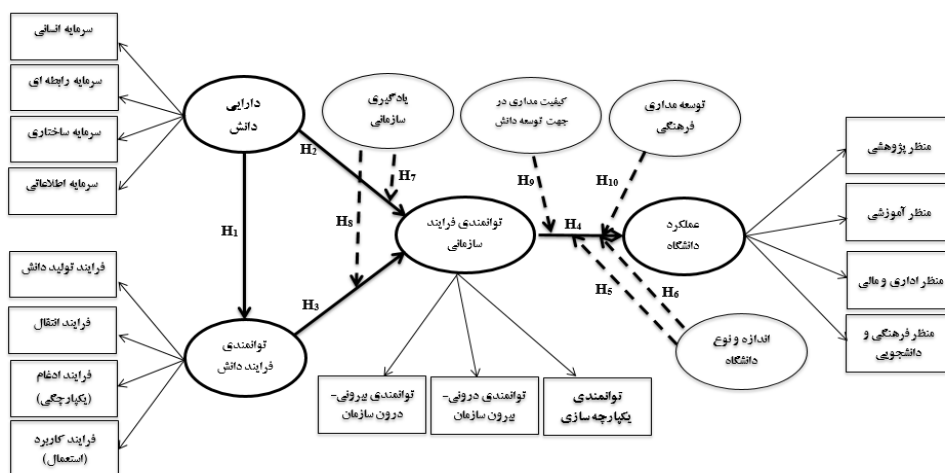 سرمایه انسانی
سرمایه رابطه ای
سرمایه ساختاری
سرمایه اطلاعاتی
دارایی
دانش
یادگیری
سازمانی
کیفیت مداری در
جهت توسعه دانش
توسعه مداری
فرهنگی
منظر پژوهشی
منظر آموزشی
منظر اداری و مالی
منظر فرهنگی و
دانشجویی
H2
H7
H9
H10
H8
H1
H4
توانمندی فرایند
سازمانی
عملکرد
دانشگاه
H3
H5
H6
فرایند تولید دانش
فرایند انتقال
فرایند ادغام
(یکپارچگی)
فرایند کاربرد
(استعمال)
توانمندی
فرایند دانش
اندازه و نوع
دانشگاه
توانمندی بیرونی-
درون سازمان
توانمندی درونی-
بیرون سازمان
توانمندی
یکپارچه سازی